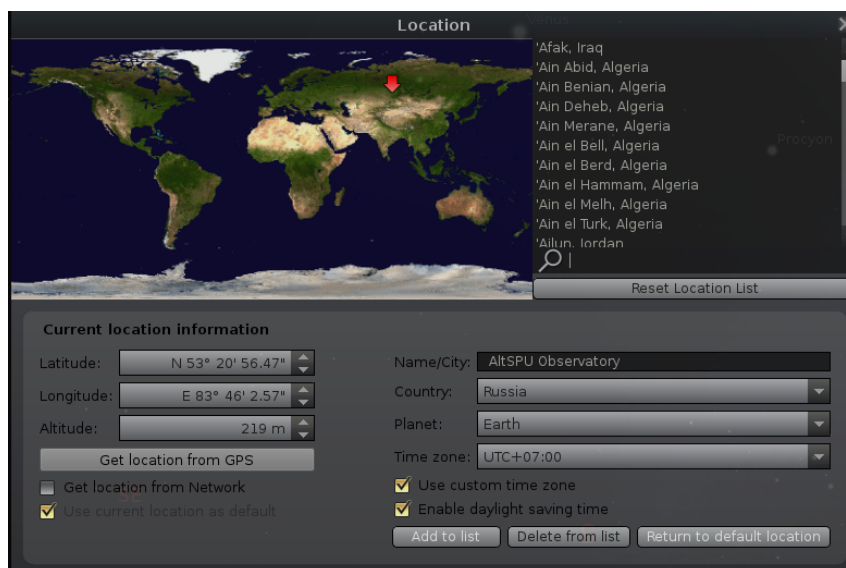 Location
Venus
'Afak, Iraq
'Ain Abid, Algeria
'Ain Benian, Algeria
'Ain Deheb, Algeria
'Ain Merane, Algeria
'Ain el Bell, Algeria
Procyon
'Ain el Berd, Algeria
'Ain el Hammam, Algeria
'Ain el Melh, Algeria
'Ain el Turk, Algeria
'Ailun, Jordan
Reset Location List
Current location information
Latitude: N 53° 20' 56.47"
Longitude: E 83° 46' 2.57"
Altitude: 219 m
Get location from GPS
Get location from Network
SE
Use current location as default
Name/City: AltSPU Observatory
Country: Russia
Planet: Earth
Time zone: UTC+07:00
Use custom time zone
Enable daylight saving time
Add to list Delete from list Return to default location